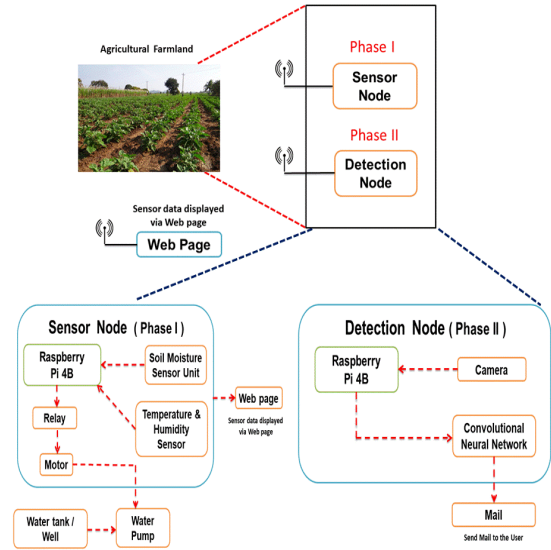 Agricultural Farmland
Phase I
Sensor
Node
Phase II
Detection
Node
Sensor data displayed
via Web page
Web Page
Sensor Node ( Phase I )
Raspberry
Pi 4B
Soil Moisture
Sensor Unit
Relay
Temperature &
Humidity
Sensor
Motor
Web page
Sensor data displayed
via Web page
Water tank /
Well
Water
Pump
Detection Node ( Phase II )
Raspberry
Pi 4B
Camera
Convolutional
Neural Network
Mail
Send Mail to the User